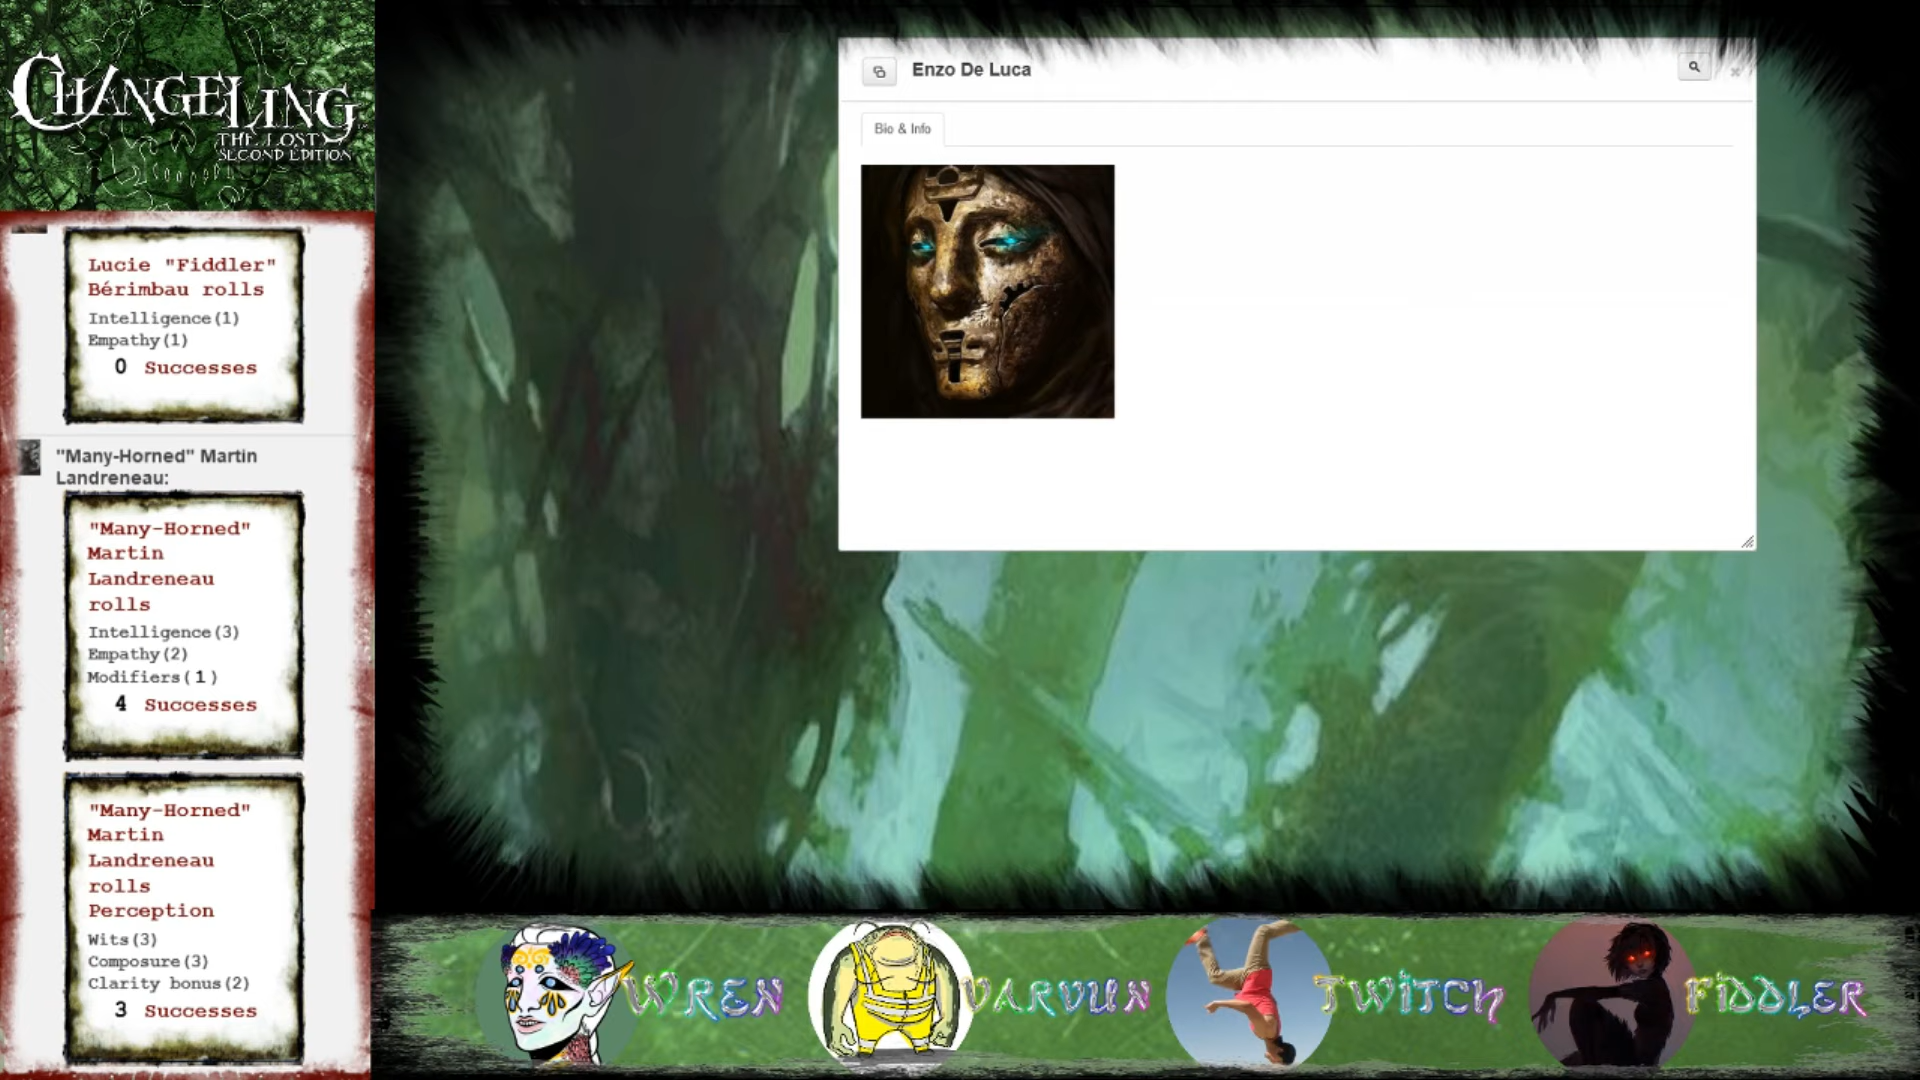 CHANGELING
THE LOST
SECOND EDITION
Lucie "Fiddler"
Bérimbau rolls
Intelligence(1)
Empathy(1)
0 Successes
"Many-Horned" Martin
Landreneau:
"Many-Horned"
Martin
Landreneau
rolls
Intelligence(3)
Empathy(2)
Modifiers(1)
4 Successes
"Many-Horned"
Martin
Landreneau
rolls
Perception
Wits(3)
Composure(3)
Clarity bonus(2)
3 Successes
Enzo De Luca
Bio & Info
WREN
VARVUN
TWITCH
FIDDLER